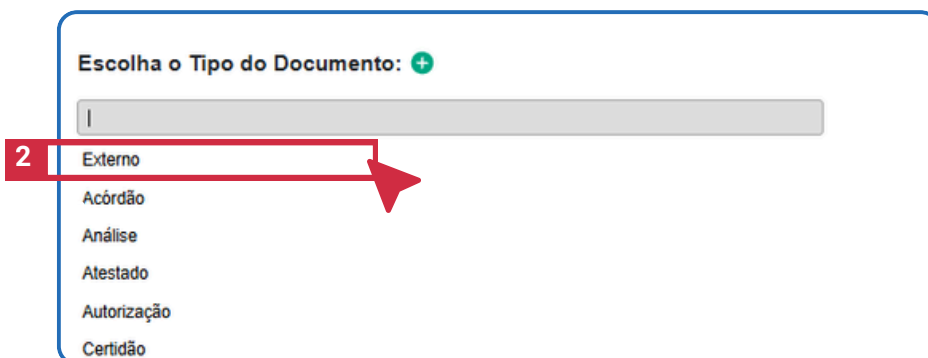 Escolha o Tipo do Documento:
2
Externo
Acórdão
Análise
Atestado
Autorização
Certidão